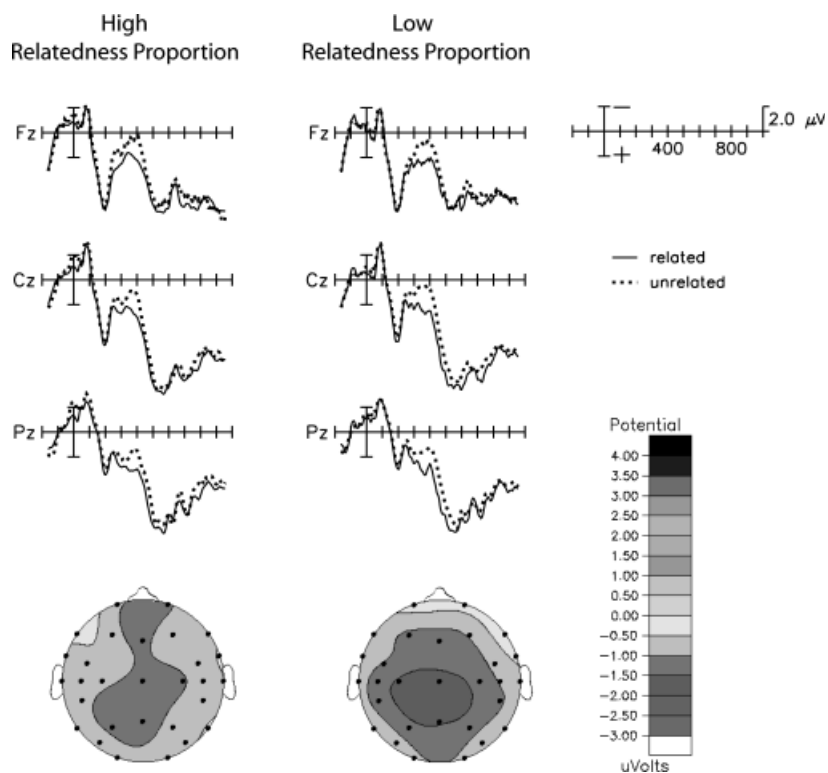 High
Relatedness Proportion
Low
Relatedness Proportion
Fz
Fz
−
+
400 800
2.0 μV
Cz
Cz
related
unrelated
Pz
Pz
Potential
4.00
3.50
3.00
2.50
2.00
1.50
1.00
0.50
0.00
−0.50
−1.00
−1.50
−2.00
−2.50
−3.00
uVolts